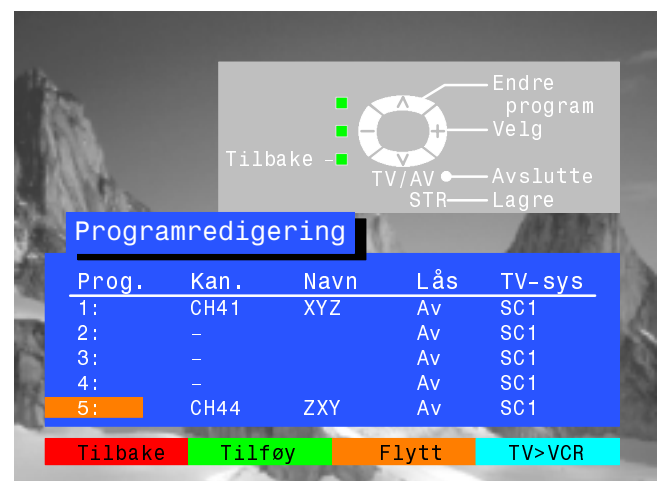 Endre
program
Velg
Tilbake
TV/AV Avslutte
STR Lagre
Programredigering
Prog. Kan. Navn Lås TV-sys
1: CH41 XYZ Av SC1
2: – Av SC1
3: – Av SC1
4: – Av SC1
5: CH44 ZXY Av SC1
Tilbake Tilføy Flytt TV>VCR